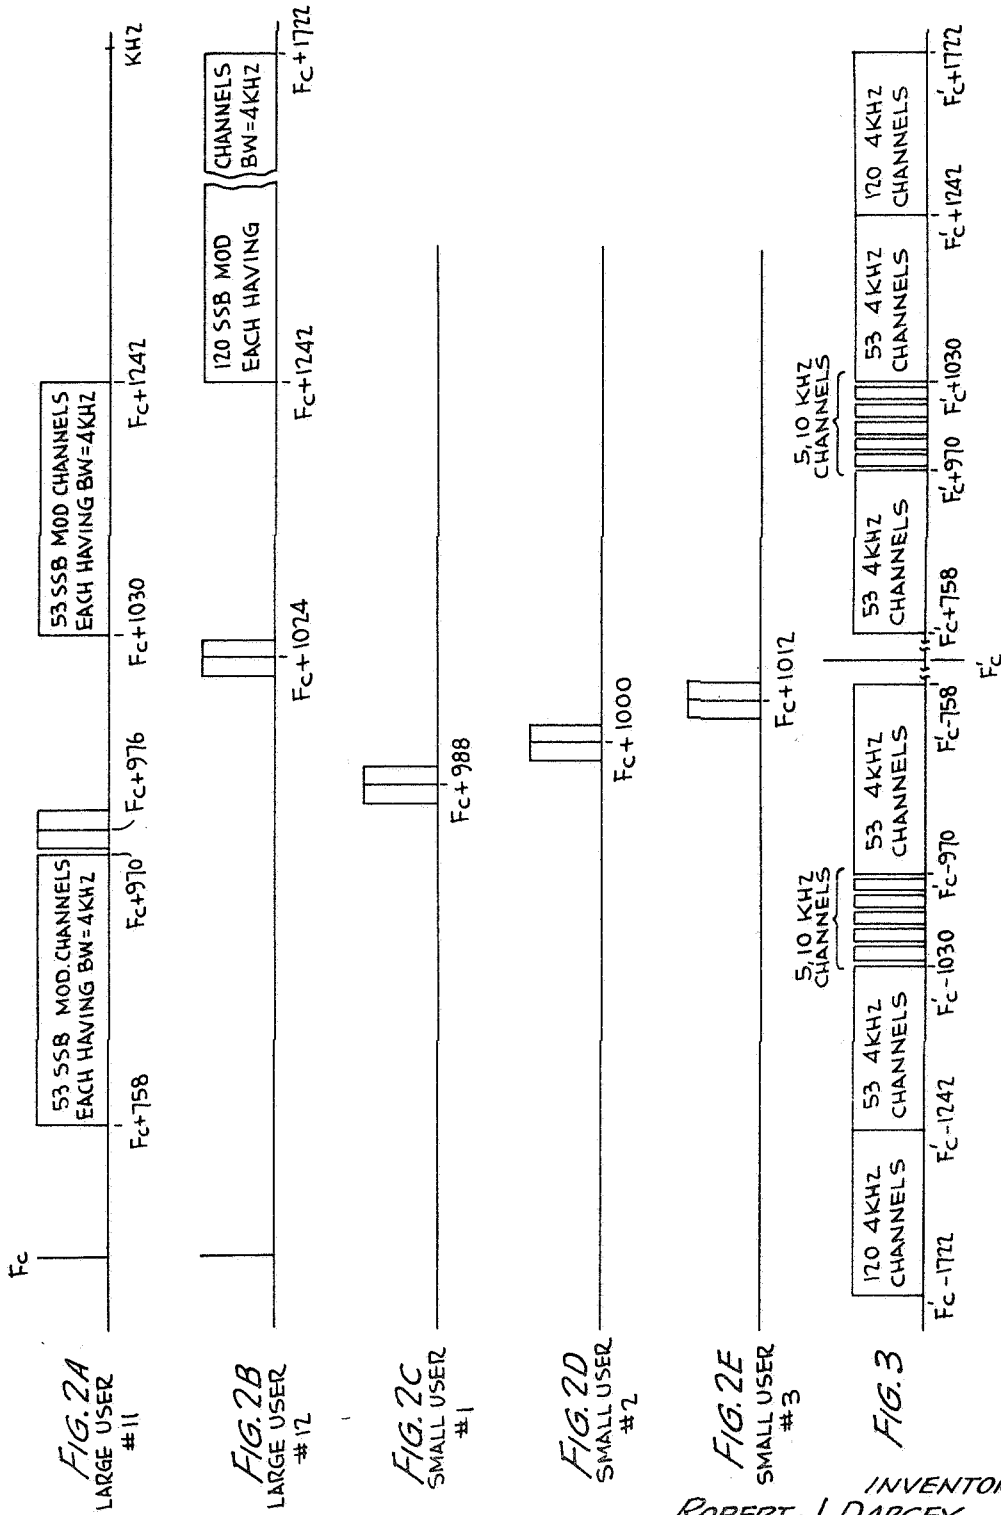 FIG. 2A
LARGE USER
#11
Fc
53 SSB MOD. CHANNELS
EACH HAVING BW=4KHZ
53 SSB MOD CHANNELS
EACH HAVING BW=4KHZ
Fc+758
Fc+970
Fc+976
Fc+1030
Fc+1242
KHZ
FIG. 2B
LARGE USER
#12
120 SSB MOD
EACH HAVING
CHANNELS
BW=4KHZ
Fc+1024
Fc+1242
Fc+1722
FIG. 2C
SMALL USER
#1
Fc+988
FIG. 2D
SMALL USER
#2
Fc+1000
FIG. 2E
SMALL USER
#3
Fc+1012
FIG. 3
5,10 KHZ
CHANNELS
5,10 KHZ
CHANNELS
120 4KHZ
CHANNELS
53 4KHZ
CHANNELS
53 4KHZ
CHANNELS
53 4KHZ
CHANNELS
53 4KHZ
CHANNELS
120 4KHZ
CHANNELS
F'c-1722
F'c-1242
F'c-1030
F'c-970
F'c-758
F'c
F'c+758
F'c+970
F'c+1030
F'c+1242
F'c+1722
INVENTOR
ROBERT J. DARCEY